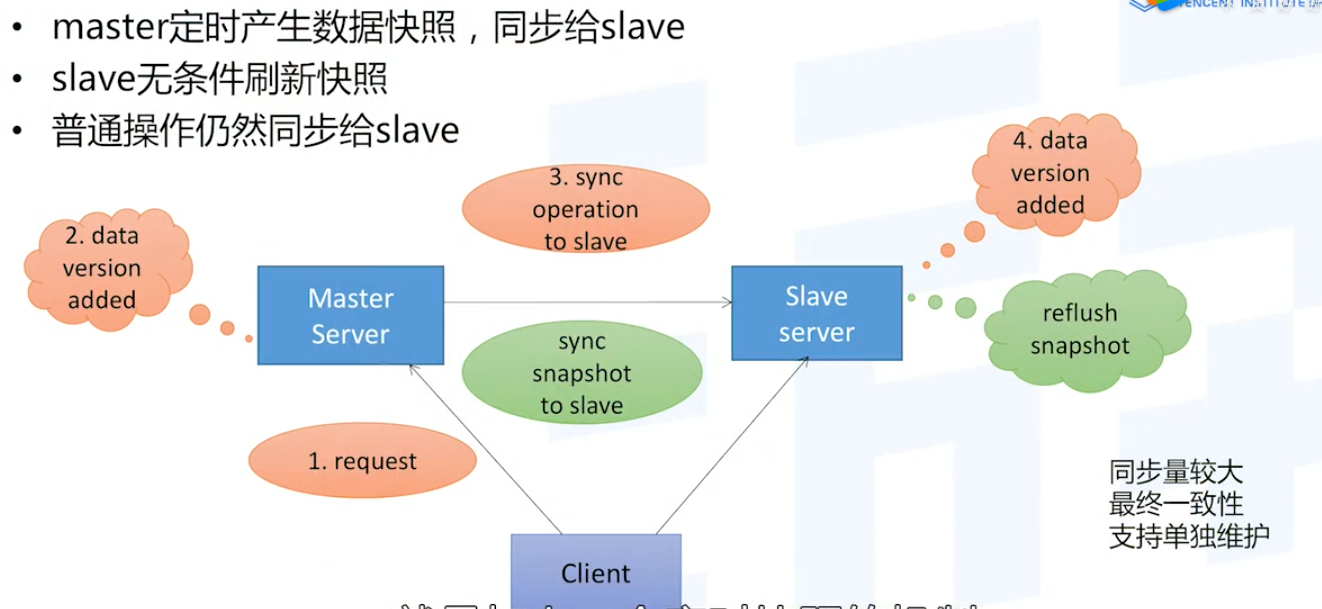 • master定时产生数据快照，同步给slave
• slave无条件刷新快照
• 普通操作仍然同步给slave
TENCENT INSTITUTE
4. data
version
added
3. sync
operation
to slave
2. data
version
added
Master
Server
Slave
server
reflush
snapshot
sync
snapshot
to slave
1. request
同步量较大
最终一致性
支持单独维护
Client